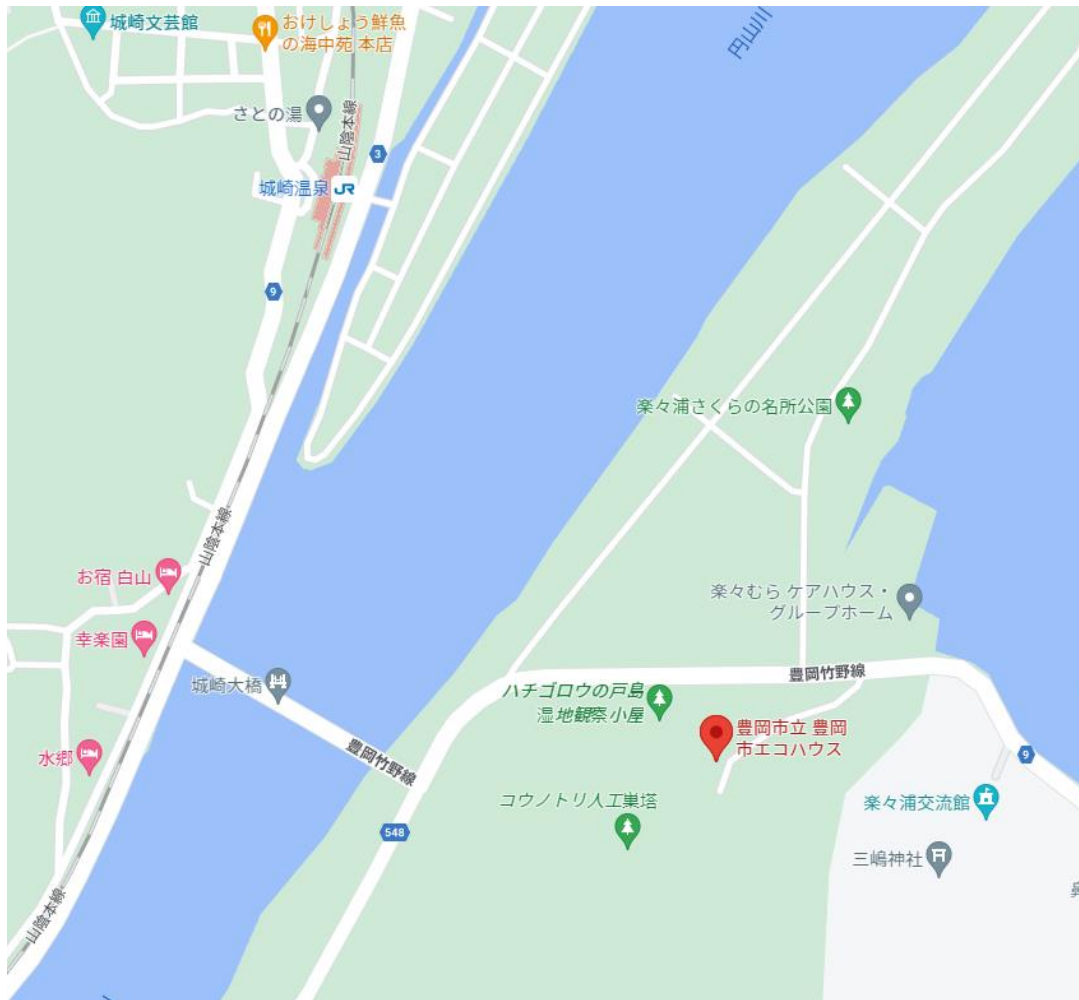 城崎文芸館
おけしょう鮮魚
の海中苑 本店
円山川
さとの湯
山陰本線
3
城崎温泉 JR
9
楽々浦さくらの名所公園
山陰本線
お宿 白山
楽々むら ケアハウス・
グループホーム
幸楽園
城崎大橋
豊岡竹野線
ハチゴロウの戸島
湿地観察小屋
豊岡市立 豊岡
市エコハウス
水郷
豊岡竹野線
9
コウノトリ人工巣塔
楽々浦交流館
548
三嶋神社
山陰本線